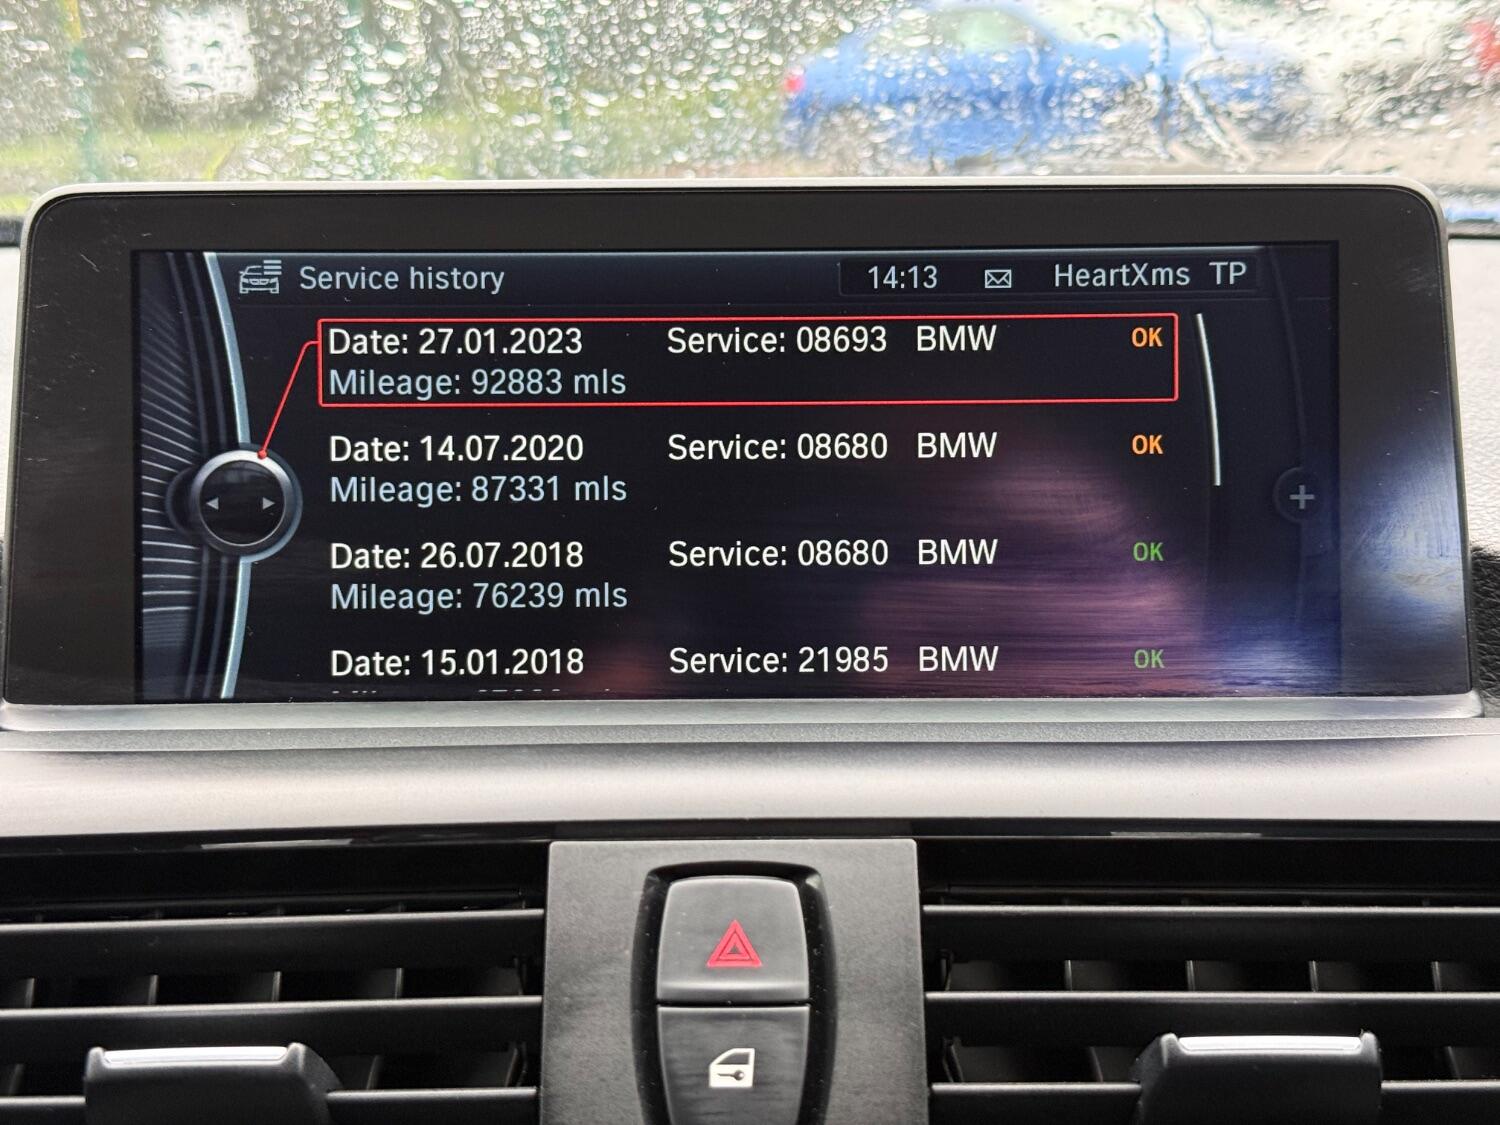 Service history 14:13 HeartXms TP
Date: 27.01.2023 Service: 08693 BMW OK
Mileage: 92883 mls
Date: 14.07.2020 Service: 08680 BMW OK
Mileage: 87331 mls
Date: 26.07.2018 Service: 08680 BMW OK
Mileage: 76239 mls
Date: 15.01.2018 Service: 21985 BMW OK